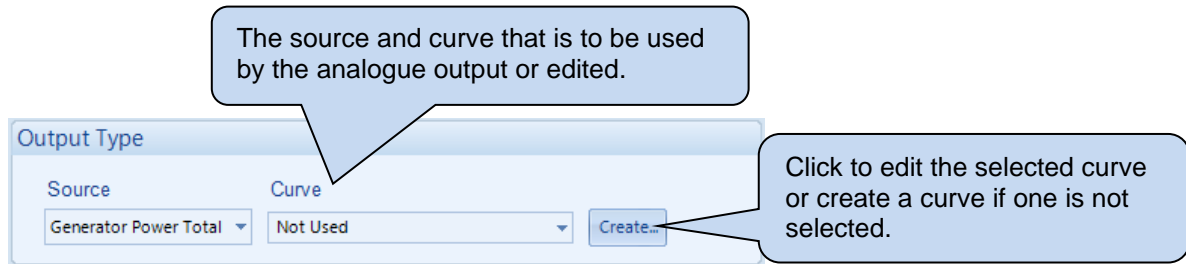 The source and curve that is to be used
by the analogue output or edited.
Output Type
Source
Curve
Generator Power Total
Not Used
Create...
Click to edit the selected curve
or create a curve if one is not
selected.